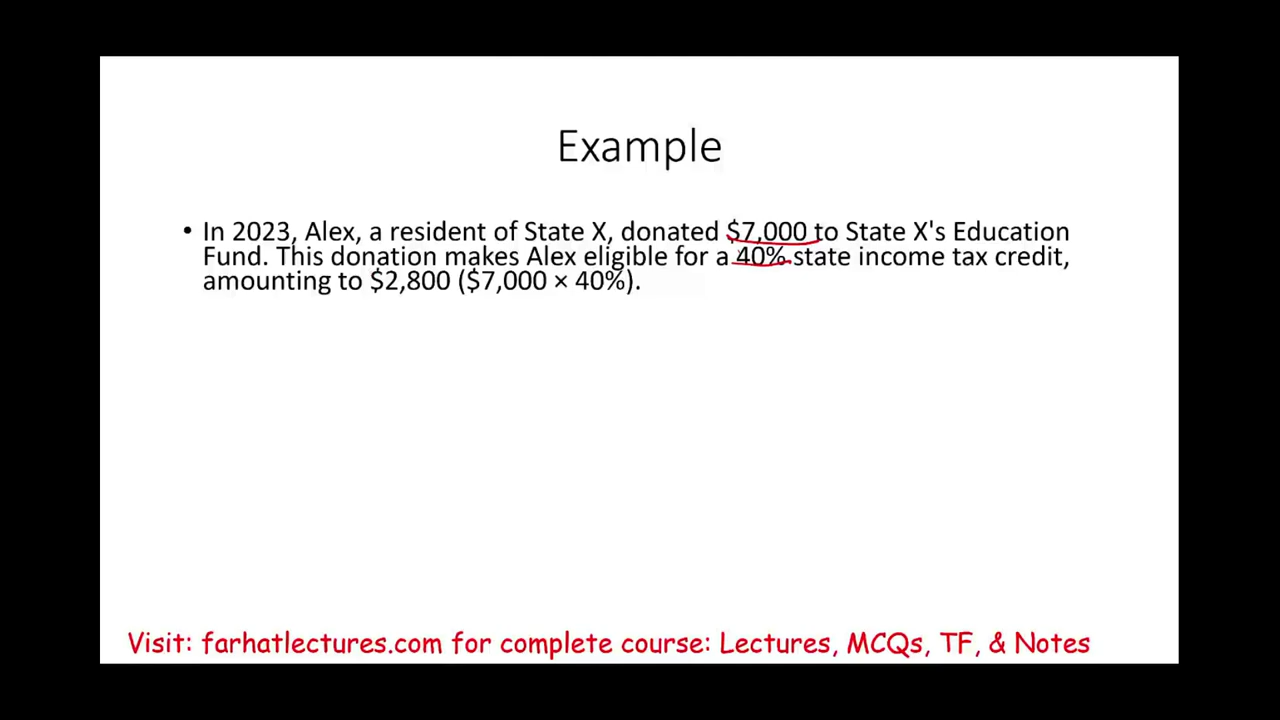 Example
• In 2023, Alex, a resident of State X, donated $7,000 to State X's Education
Fund. This donation makes Alex eligible for a 40% state income tax credit,
amounting to $2,800 ($7,000 × 40%).
Visit: farhatlectures.com for complete course: Lectures, MCQs, TF, & Notes